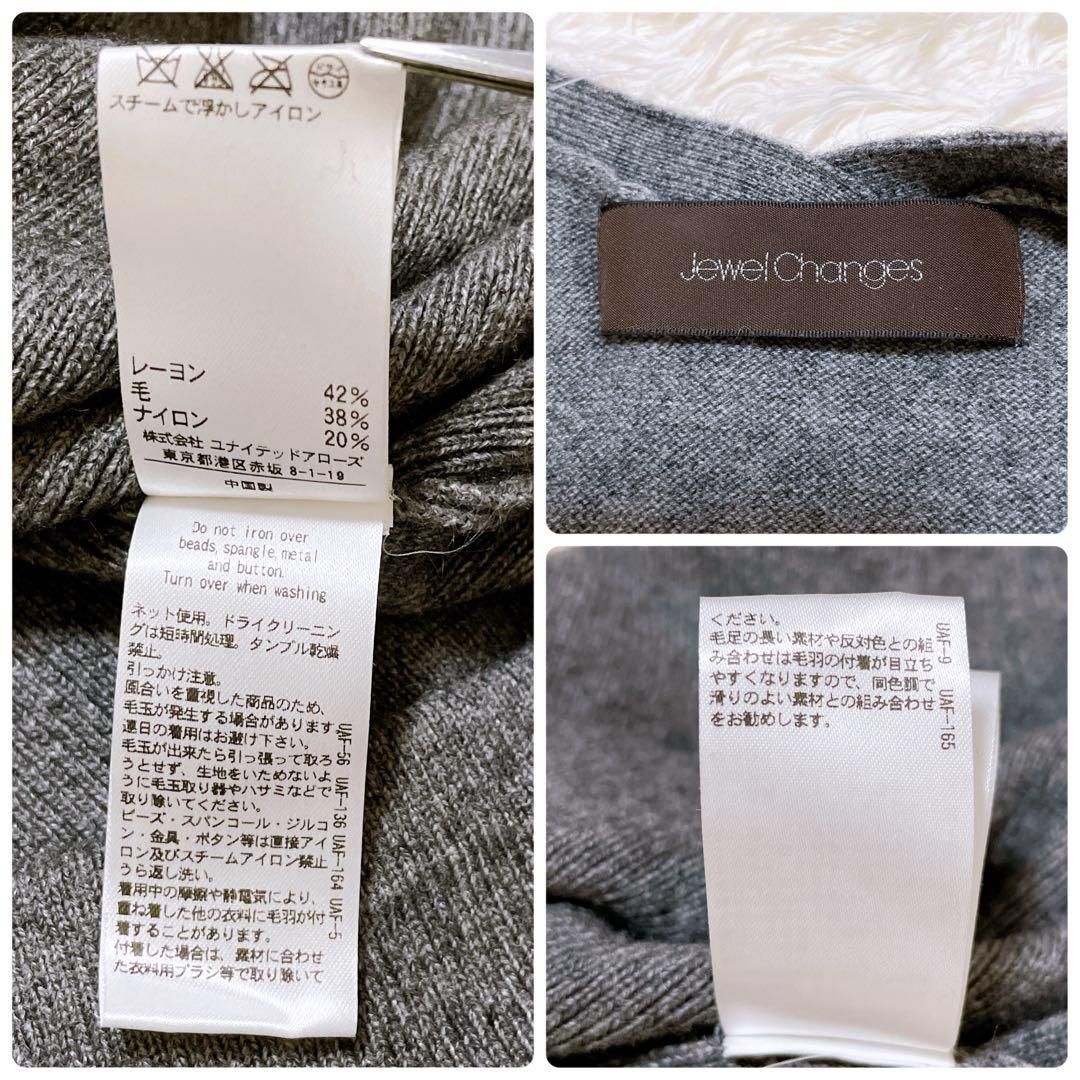 スチームで浮かしアイロン
レーヨン 42%
毛 38%
ナイロン 20%
株式会社 ユナイテッドアローズ
東京都港区赤坂 8-1-19
中国製
Do not iron over
beads, spangle, metal
and button.
Turn over when washing
ネット使用。ドライクリーニン
グは短時間処理。タンブル乾燥
禁止。
引っかけ注意。
風合いを重視した商品のため、
毛玉が発生する場合があります
連日の着用はお避け下さい。
毛玉が出来たら引っ張って取ろ
うとせず、生地をいためないよ
うに毛玉取り器やハサミなどで
取り除いてください。
ビーズ・スパンコール・ジルコ
ン・金具・ボタン等は直接アイ
ロン及びスチームアイロン禁止
うら返し洗い。
着用中の摩擦や静電気により、
重ね着した他の衣料に毛羽が付
着することがあります。
付着した場合は、素材に合わせ
た衣料用ブラシ等で取り除いて
UAF-56 UAF-136 UAF-164 UAF-5
Jewel Changes
ください。
毛足の長い素材や反対色との組
み合わせは毛羽の付着が目立ち
やすくなりますので、同色調で
滑りのよい素材との組み合わせ
をお勧めします。
UAF-9
UAF-165